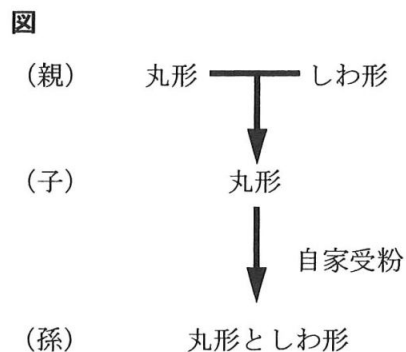 図
（親） 丸形 しわ形
（子） 丸形
自家受粉
（孫） 丸形としわ形